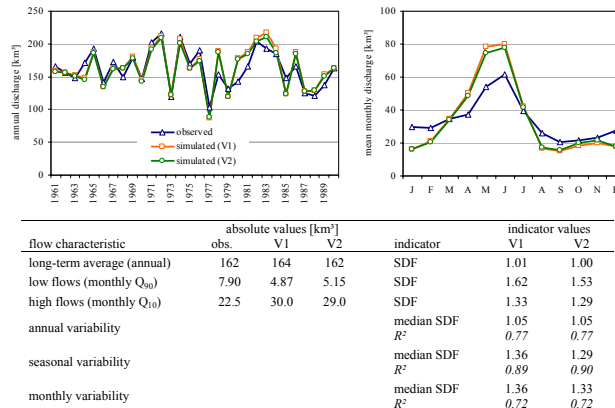 annual discharge [km³]
250
200
150
100
50
0
observed
simulated (V1)
simulated (V2)
1961
1963
1965
1967
1969
1971
1973
1975
1977
1979
1981
1983
1985
1987
1989
mean monthly discharge [km³]
100
80
60
40
20
0
J F M A M J J A S O N
absolute values [km³] indicator values
flow characteristic obs. V1 V2 indicator V1 V2
long-term average (annual) 162 164 162 SDF 1.01 1.00
low flows (monthly Q90) 7.90 4.87 5.15 SDF 1.62 1.53
high flows (monthly Q10) 22.5 30.0 29.0 SDF 1.33 1.29
annual variability median SDF 1.05 1.05
R² 0.77 0.77
seasonal variability median SDF 1.36 1.29
R² 0.89 0.90
monthly variability median SDF 1.36 1.33
R² 0.72 0.72